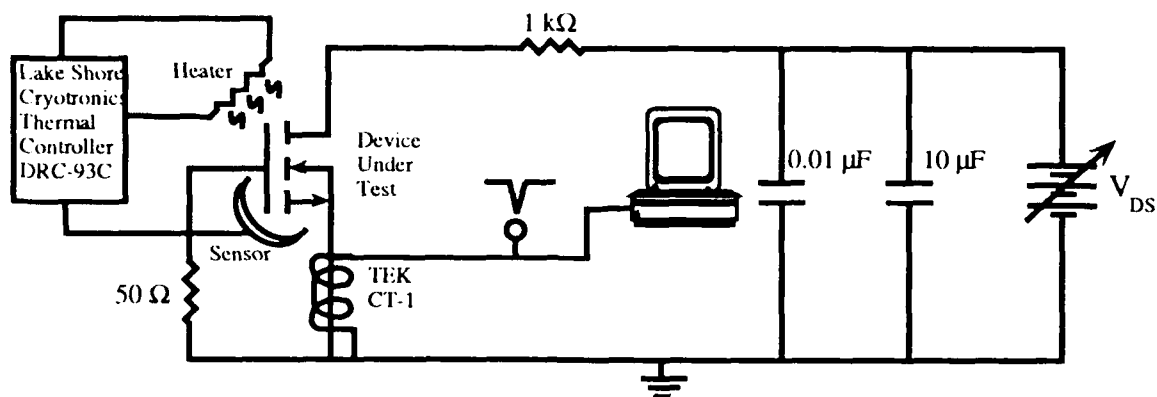 1 kΩ
Lake Shore
Cryotronics
Thermal
Controller
DRC-93C
Heater
Device
Under
Test
0.01 µF
10 µF
V_DS
Sensor
TEK
CT-1
50 Ω